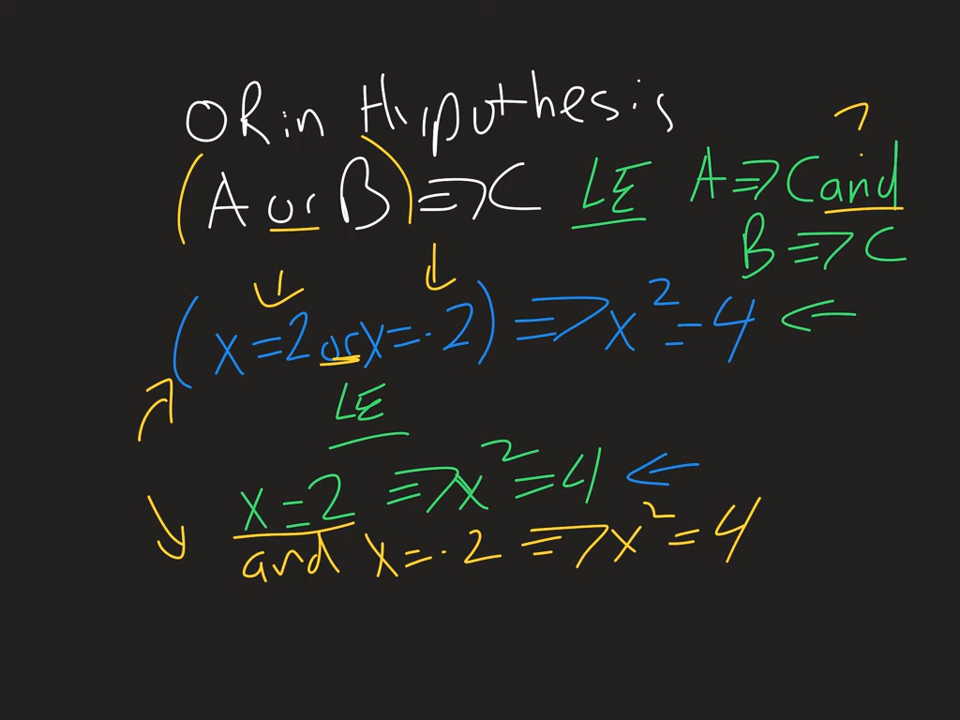 OR in Hypothesis
(A or B) => C LE A => C and
B => C
(x = 2 or x = -2) => x² = 4 <-
LE
x = 2 => x² = 4 <-
and x = -2 => x² = 4